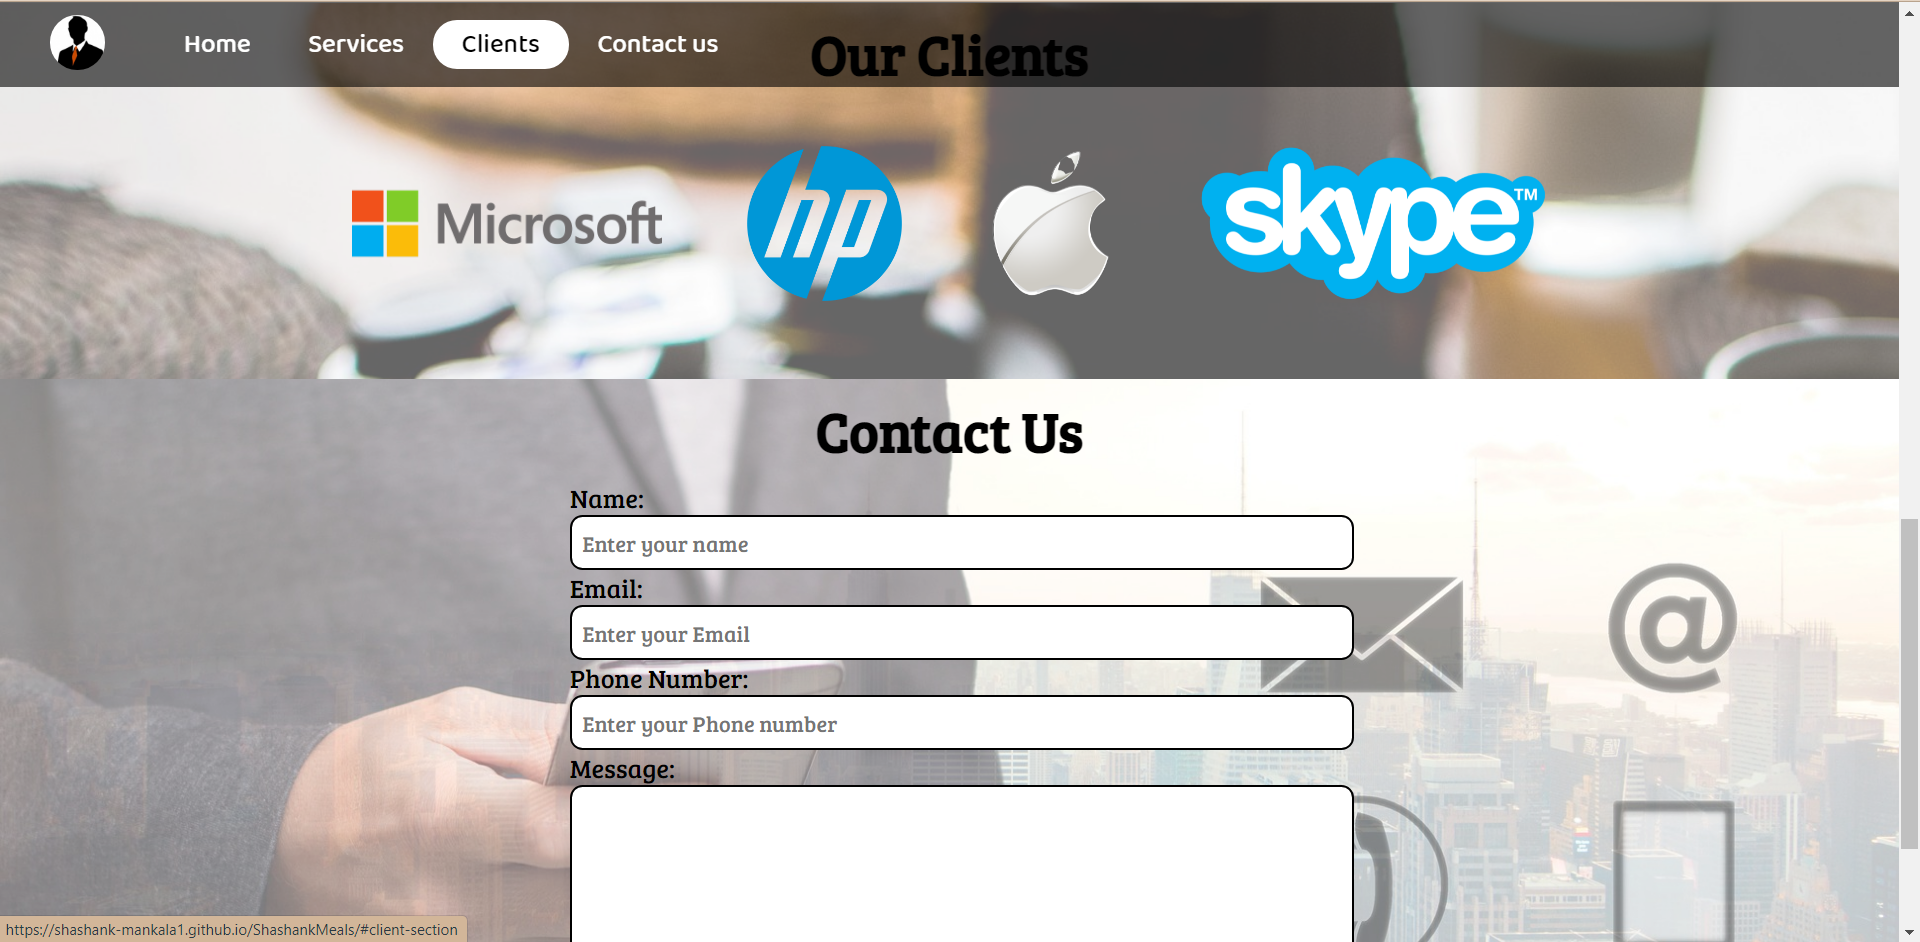 Home Services Clients Contact us
Our Clients
Microsoft hp skype™
Contact Us
Name:
Enter your name
Email:
Enter your Email
Phone Number:
Enter your Phone number
Message:
@
https://shashank-mankala1.github.io/ShashankMeals/#client-section